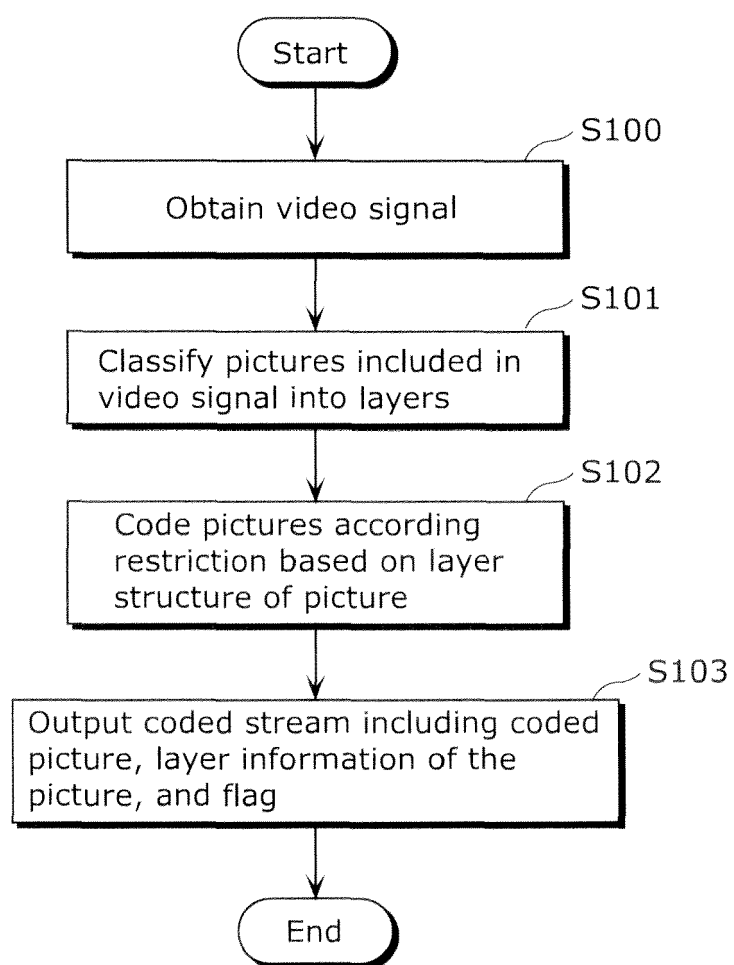 Start
S100
Obtain video signal
S101
Classify pictures included in
video signal into layers
S102
Code pictures according
restriction based on layer
structure of picture
S103
Output coded stream including coded
picture, layer information of the
picture, and flag
End